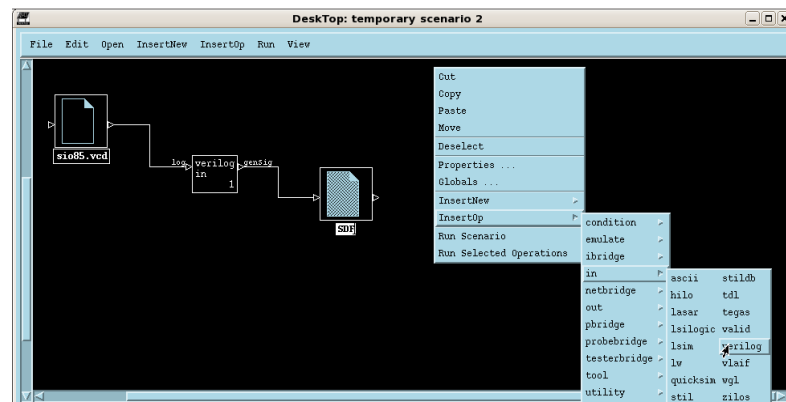 DeskTop: temporary scenario 2
File Edit Open InsertNew InsertOp Run View
sio85.vcd
log verilog genSig
in
1
SDF
Cut
Copy
Paste
Move
Deselect
Properties ...
Globals ...
InsertNew
InsertOp
Run Scenario
Run Selected Operations
condition
emulate
ibridge
in
netbridge
out
pbridge
probebridge
testerbridge
tool
utility
ascii stildb
hilo tdl
lasar tegas
lsilogic valid
lsim verilog
lv vlaif
quicksim wgl
stil zilos